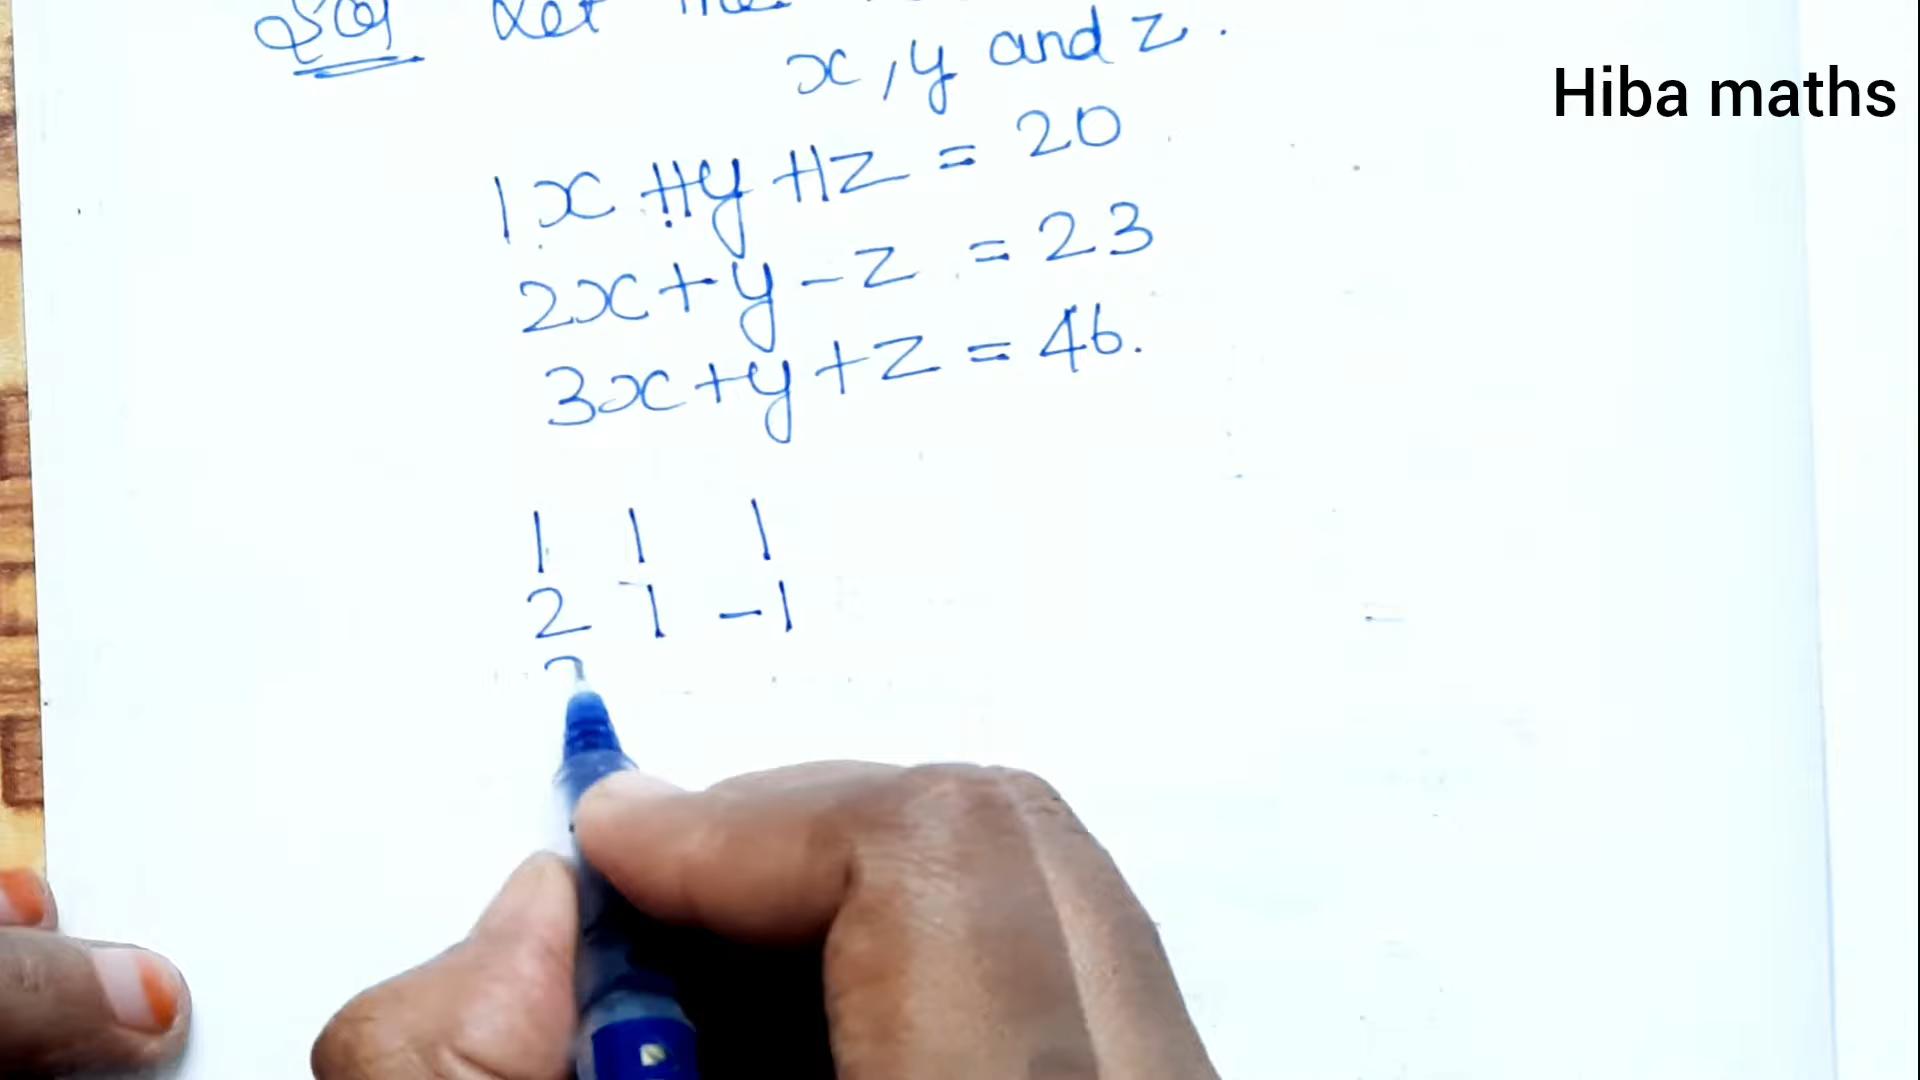 Sol Let the
x, y and z.
Hiba maths
1x+1y+1z = 20
2x+y-z = 23
3x+y+z = 46.
1 1 1
2 1 -1